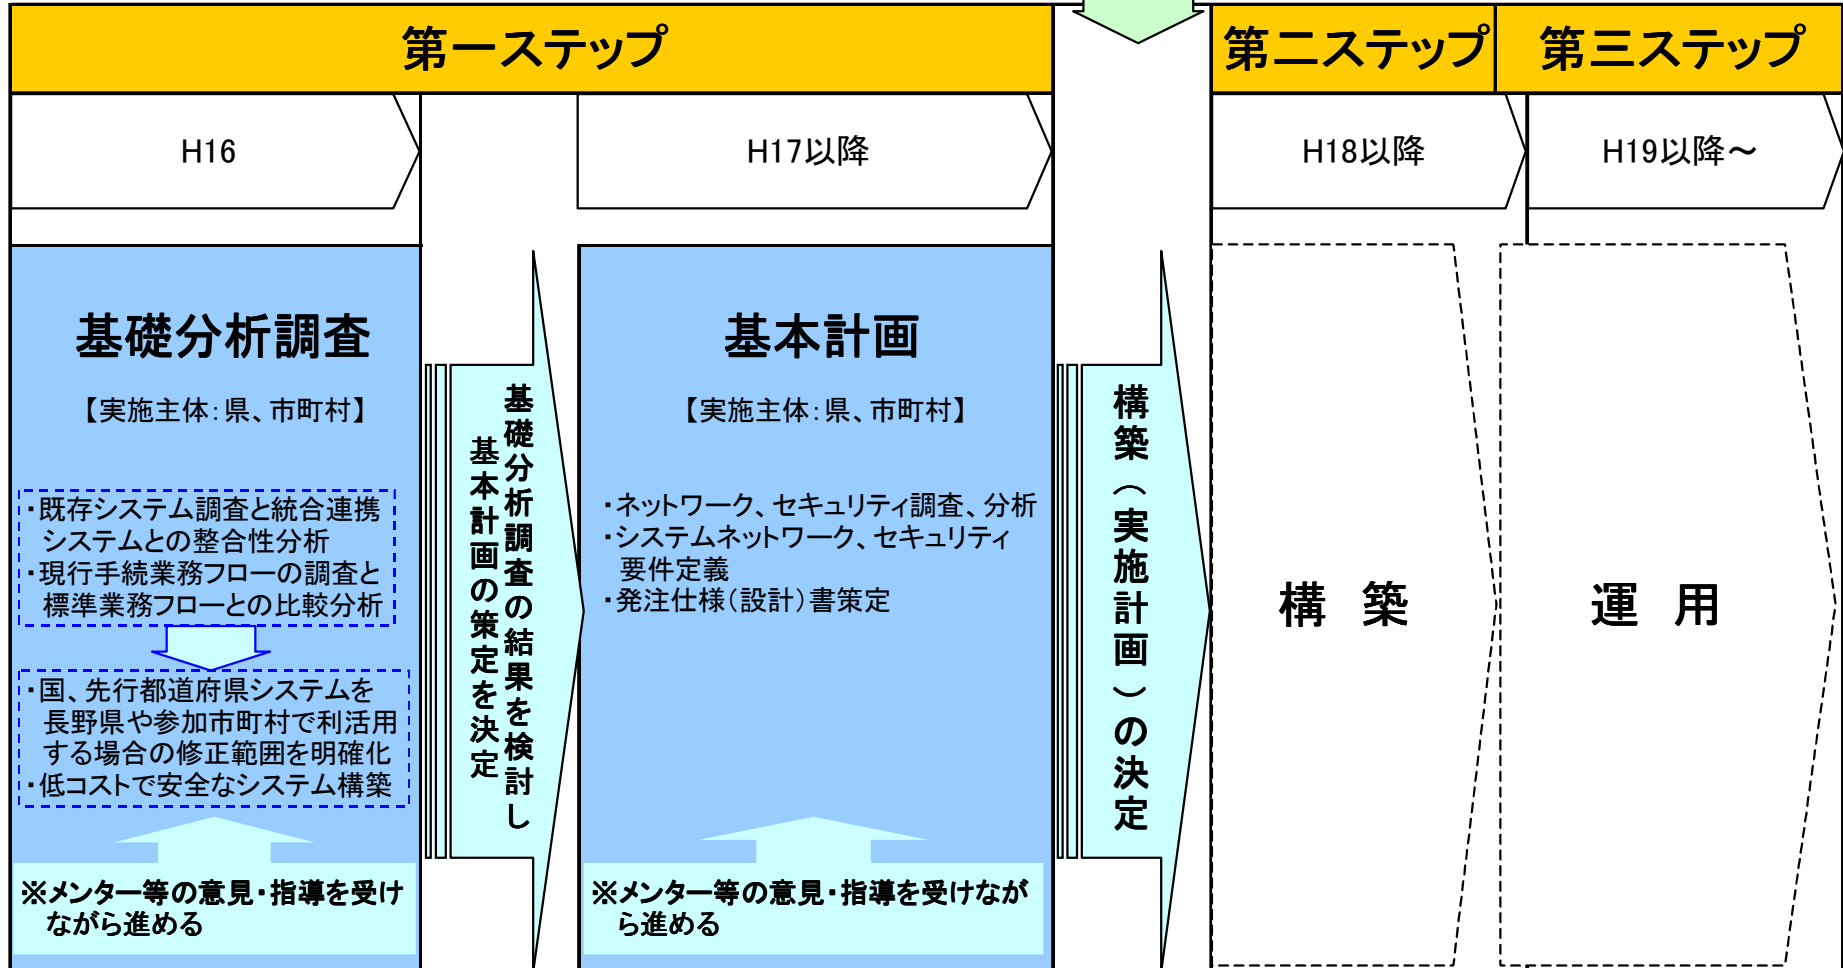 第一ステップ
第二ステップ
第三ステップ
H16
H17以降
H18以降
H19以降～
基礎分析調査
【実施主体：県、市町村】
・既存システム調査と統合連携
システムとの整合性分析
・現行手続業務フローの調査と
標準業務フローとの比較分析
・国、先行都道府県システムを
長野県や参加市町村で利活用
する場合の修正範囲を明確化
・低コストで安全なシステム構築
※メンター等の意見・指導を受け
ながら進める
基礎分析調査の結果を検討し
基本計画の策定を決定
基本計画
【実施主体：県、市町村】
・ネットワーク、セキュリティ調査、分析
・システムネットワーク、セキュリティ
要件定義
・発注仕様（設計）書策定
※メンター等の意見・指導を受けなが
ら進める
構築（実施計画）の決定
構　築
運　用